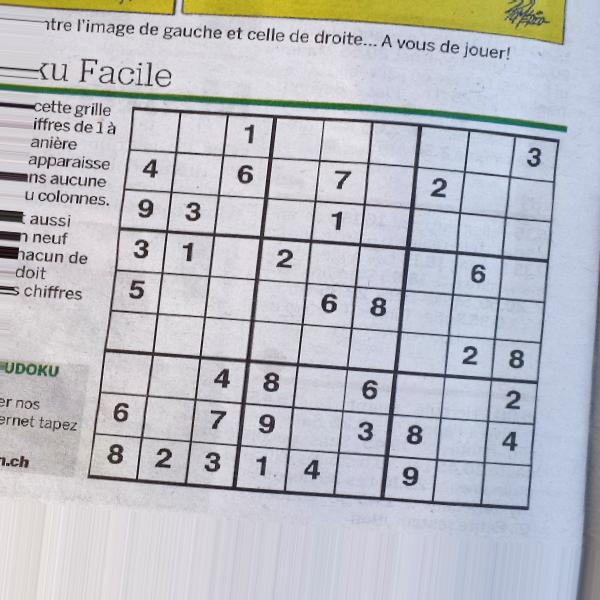 ntre l'image de gauche et celle de droite... A vous de jouer!
ku Facile
cette grille
iffres de 1 à
anière
apparaisse
ns aucune
u colonnes.
t aussi
n neuf
hacun de
doit
s chiffres
UDOKU
er nos
ernet tapez
n.ch
1 3
4 6 7 2
9 3 1
3 1 2 6
5 6 8
2 8
4 8 6 2
6 7 9 3 8 4
8 2 3 1 4 9